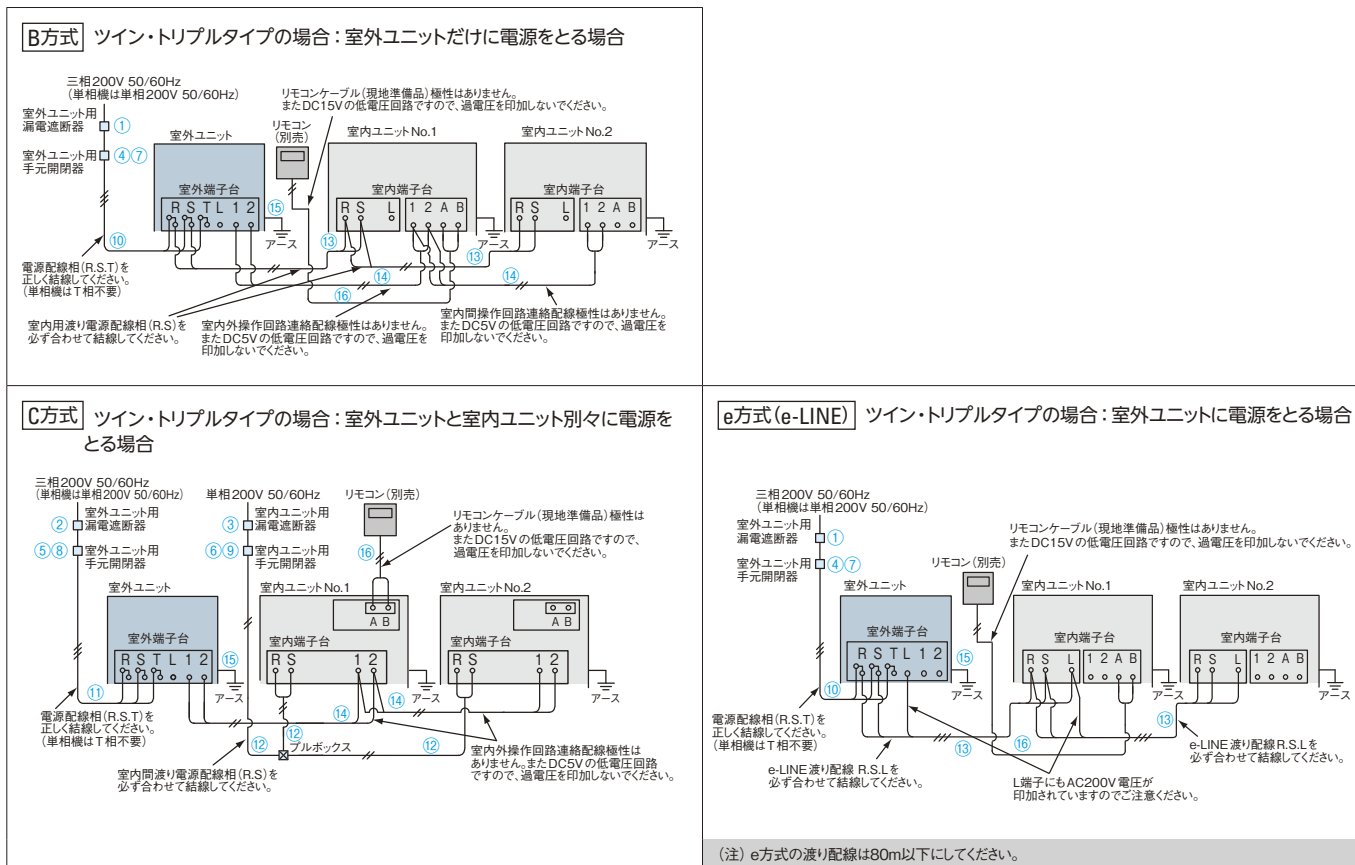 B方式 ツイン・トリプルタイプの場合：室外ユニットだけに電源をとる場合
三相200V 50/60Hz
（単相機は単相200V 50/60Hz）
室外ユニット用
漏電遮断器
①
室外ユニット用
手元開閉器
④⑦
リモコンケーブル（現地準備品）極性はありません。
またDC15Vの低電圧回路ですので、過電圧を印加しないでください。
リモコン
（別売）
室外ユニット
室内ユニットNo.1
室内ユニットNo.2
室外端子台
R S T L 1 2
室内端子台
R S L
1 2 A B
R S L
1 2 A B
⑮
アース
アース
アース
⑩
⑬
⑬
⑭
⑭
⑯
電源配線相（R.S.T）を
正しく結線してください。
（単相機はT相不要）
室内用渡り電源配線相（R.S）を
必ず合わせて結線してください。
室内外操作回路連絡配線極性はありません。
またDC5Vの低電圧回路ですので、過電圧を
印加しないでください。
室内間操作回路連絡配線極性はありません。
またDC5Vの低電圧回路ですので、過電圧を
印加しないでください。
C方式 ツイン・トリプルタイプの場合：室外ユニットと室内ユニット別々に電源を
とる場合
三相200V 50/60Hz
（単相機は単相200V 50/60Hz）
単相200V 50/60Hz
リモコン（別売）
②
室外ユニット用
漏電遮断器
③
室内ユニット用
漏電遮断器
⑤⑧
室外ユニット用
手元開閉器
⑥⑨
室内ユニット用
手元開閉器
⑯
リモコンケーブル（現地準備品）極性は
ありません。
またDC15Vの低電圧回路ですので、
過電圧を印加しないでください。
室外ユニット
室内ユニットNo.1
室内ユニットNo.2
A B
A B
室外端子台
R S T L 1 2
室内端子台
R S 1 2
室内端子台
R S 1 2
⑮
アース
アース
アース
⑪
⑭
⑭
⑫
⑫
⑫
プルボックス
電源配線相（R.S.T）を
正しく結線してください。
（単相機はT相不要）
室内間渡り電源配線相（R.S）を
必ず合わせて結線してください。
室内外操作回路連絡配線極性は
ありません。またDC5Vの低電圧回路
ですので、過電圧を印加しないでください。
e方式（e-LINE） ツイン・トリプルタイプの場合：室外ユニットに電源をとる場合
三相200V 50/60Hz
（単相機は単相200V 50/60Hz）
室外ユニット用
漏電遮断器
①
室外ユニット用
手元開閉器
④⑦
リモコンケーブル（現地準備品）極性はありません。
またDC15Vの低電圧回路ですので、過電圧を印加しないでください。
リモコン（別売）
室外ユニット
室内ユニットNo.1
室内ユニットNo.2
室外端子台
R S T L 1 2
室内端子台
R S L
1 2 A B
室内端子台
R S L
1 2 A B
⑮
アース
アース
アース
⑩
⑬
⑯
⑬
電源配線相（R.S.T）を
正しく結線してください。
（単相機はT相不要）
e-LINE渡り配線 R.S.Lを
必ず合わせて結線してください。
L端子にもAC200V電圧が
印加されていますのでご注意ください。
e-LINE渡り配線R.S.Lを
必ず合わせて結線してください。
（注）e方式の渡り配線は80m以下にしてください。